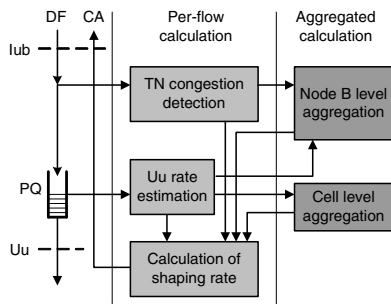 DF CA
Per-flow
calculation
Aggregated
calculation
Iub
TN congestion
detection
Node B level
aggregation
PQ
Uu rate
estimation
Cell level
aggregation
Uu
Calculation of
shaping rate